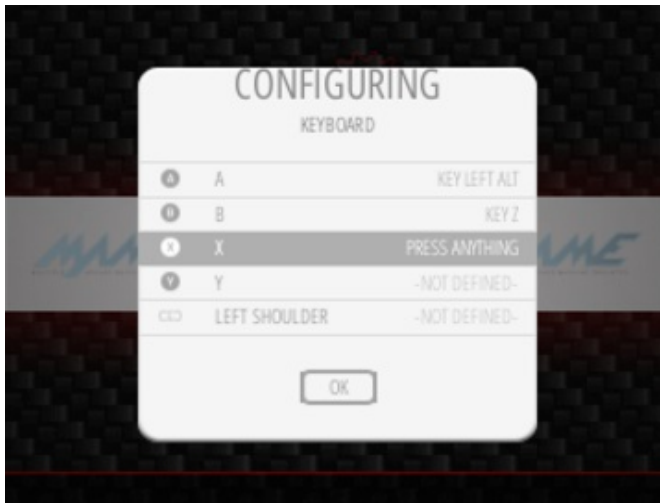 CONFIGURING
KEYBOARD
A A KEY LEFT ALT
B B KEY Z
X X PRESS ANYTHING
Y Y -NOT DEFINED-
LEFT SHOULDER -NOT DEFINED-
OK